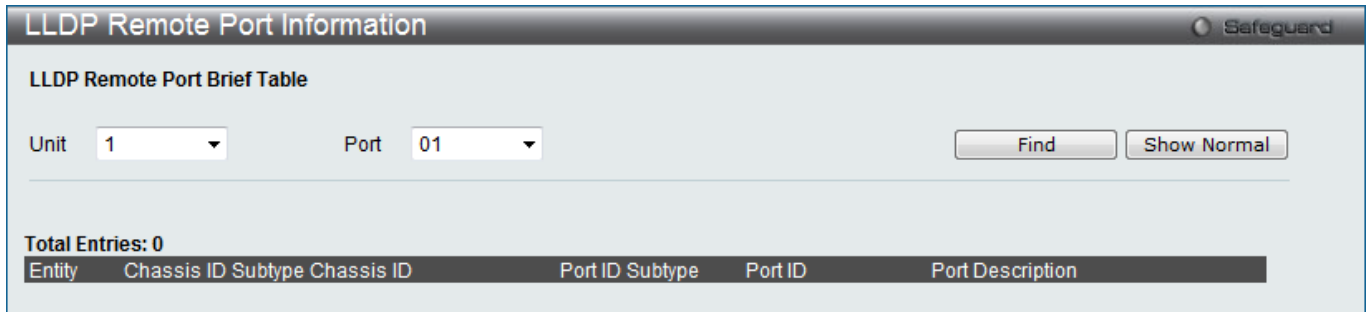 LLDP Remote Port Information Safeguard
LLDP Remote Port Brief Table
Unit 1 Port 01 Find Show Normal
Total Entries: 0
Entity Chassis ID Subtype Chassis ID Port ID Subtype Port ID Port Description